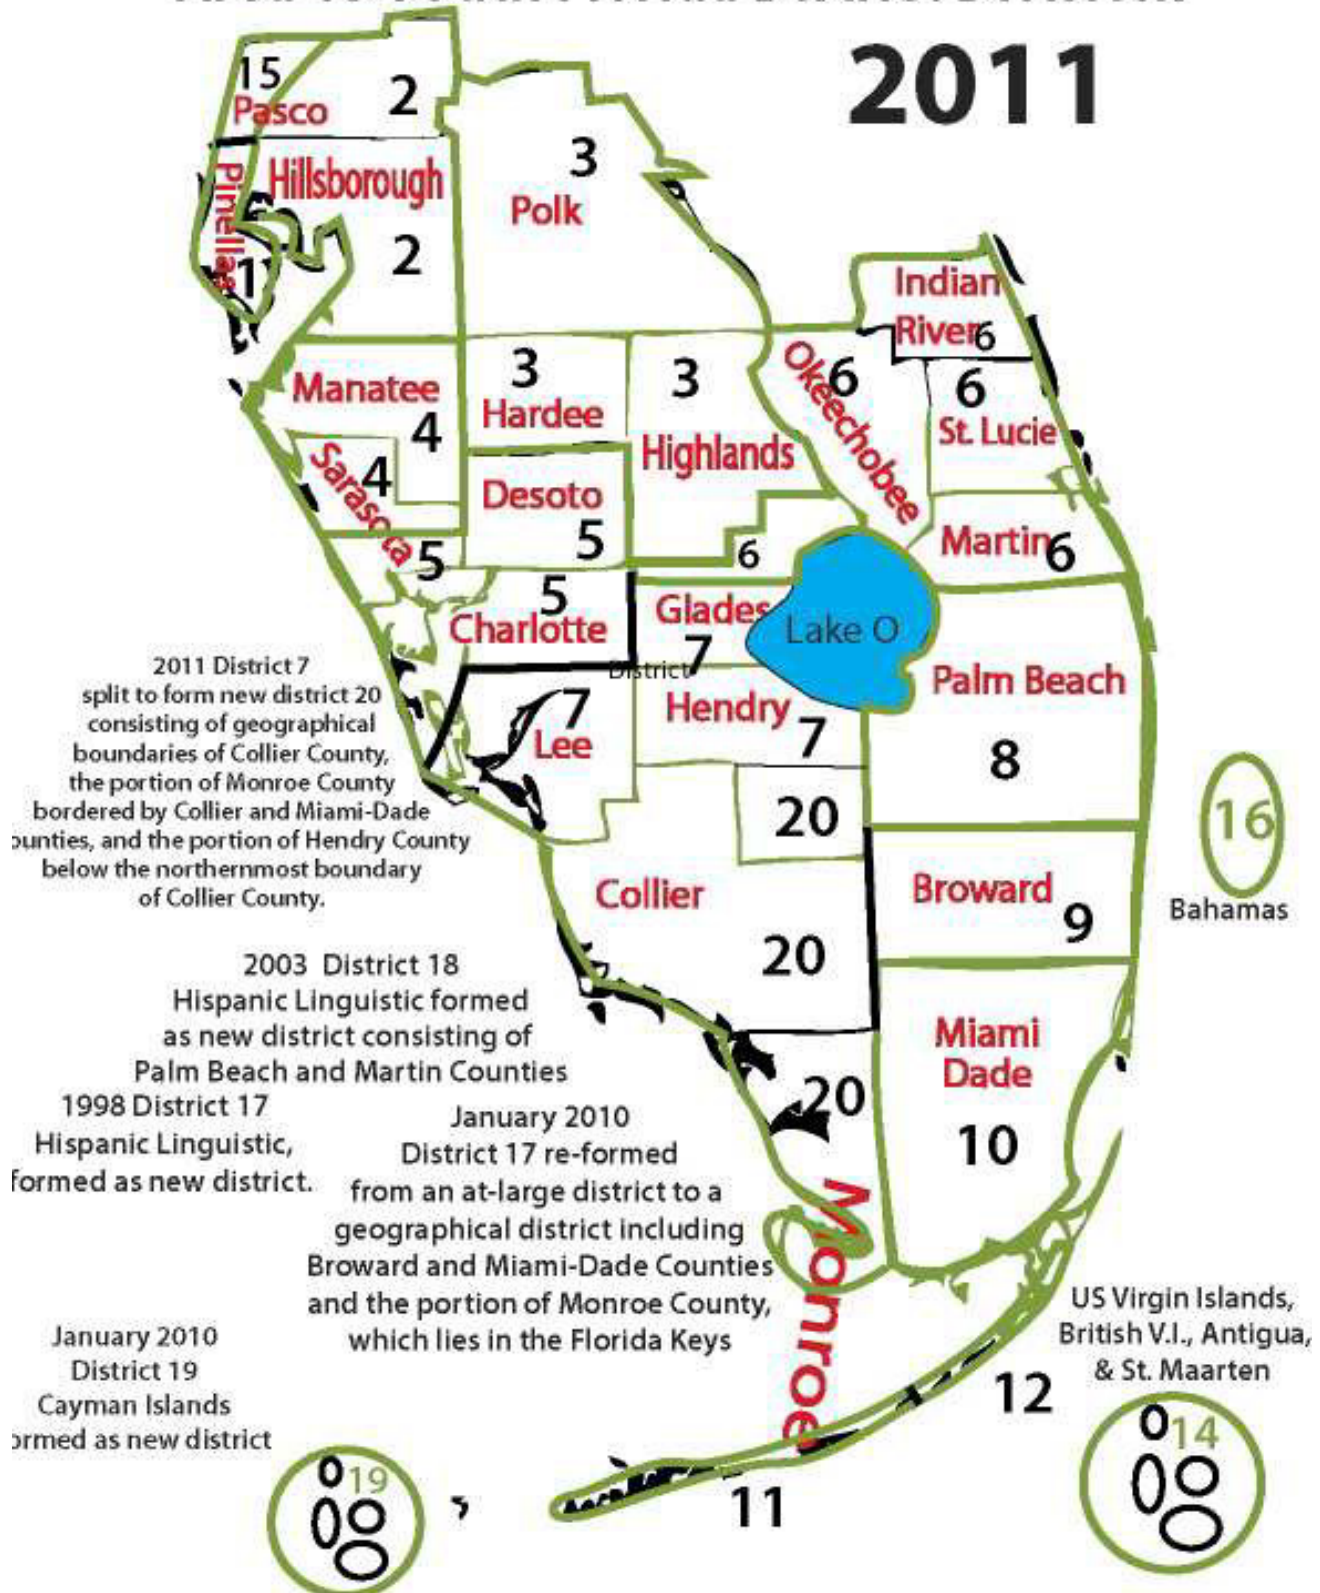 2011
15
Pasco
2
3
Polk
Pinellas
1
Hillsborough
2
Indian
River
6
Manatee
4
3
Hardee
3
Highlands
Okeechobee
6
6
St. Lucie
Sarasota
4
5
Desoto
5
6
Martin
6
5
Charlotte
Glades
7
Lake O
District
Palm Beach
8
2011 District 7
split to form new district 20
consisting of geographical
boundaries of Collier County,
the portion of Monroe County
bordered by Collier and Miami-Dade
ounties, and the portion of Hendry County
below the northernmost boundary
of Collier County.
7
Lee
Hendry
7
20
16
Bahamas
Collier
20
Broward
9
2003 District 18
Hispanic Linguistic formed
as new district consisting of
Palm Beach and Martin Counties
1998 District 17
Hispanic Linguistic,
formed as new district.
Miami
Dade
10
20
January 2010
District 17 re-formed
from an at-large district to a
geographical district including
Broward and Miami-Dade Counties
and the portion of Monroe County,
which lies in the Florida Keys
Monroe
US Virgin Islands,
British V.I., Antigua,
& St. Maarten
14
12
11
January 2010
District 19
Cayman Islands
ormed as new district
19